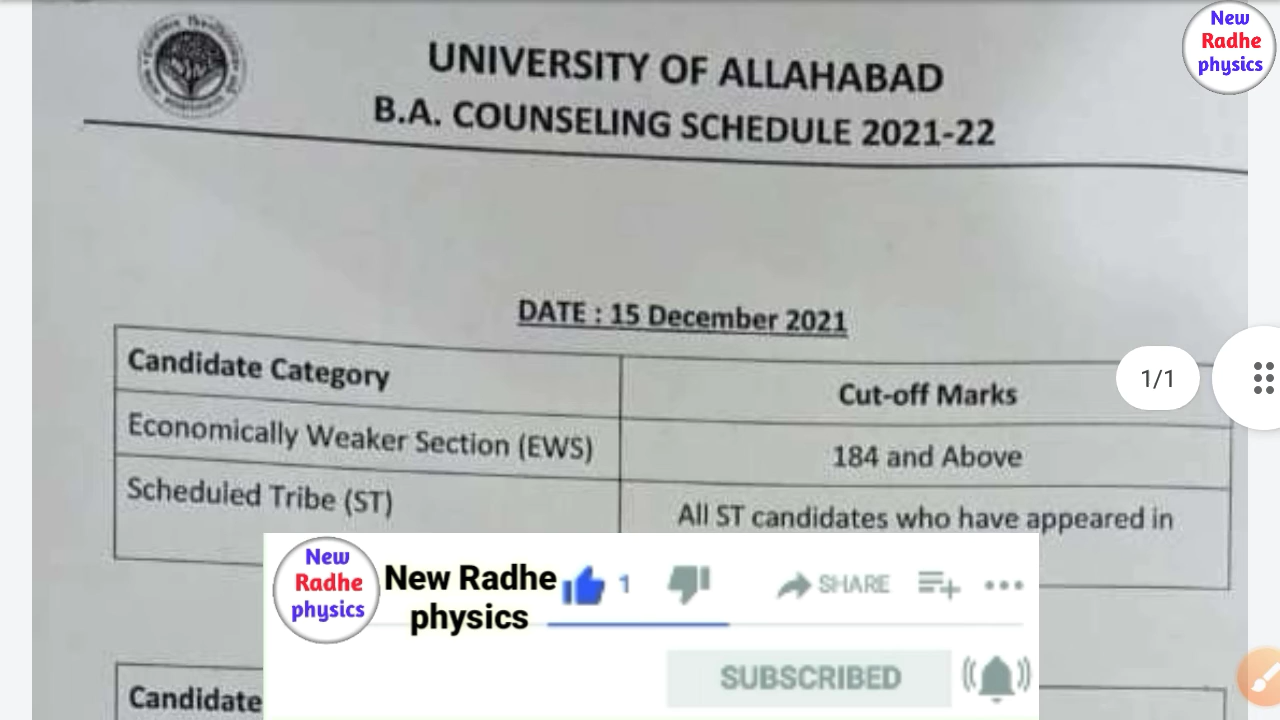 New
Radhe
physics
UNIVERSITY OF ALLAHABAD
B.A. COUNSELING SCHEDULE 2021-22
DATE : 15 December 2021
Candidate Category
Cut-off Marks
1/1
Economically Weaker Section (EWS)
184 and Above
Scheduled Tribe (ST)
All ST candidates who have appeared in
New
Radhe
physics
New Radhe
physics
1
SHARE
SUBSCRIBED
Candidate